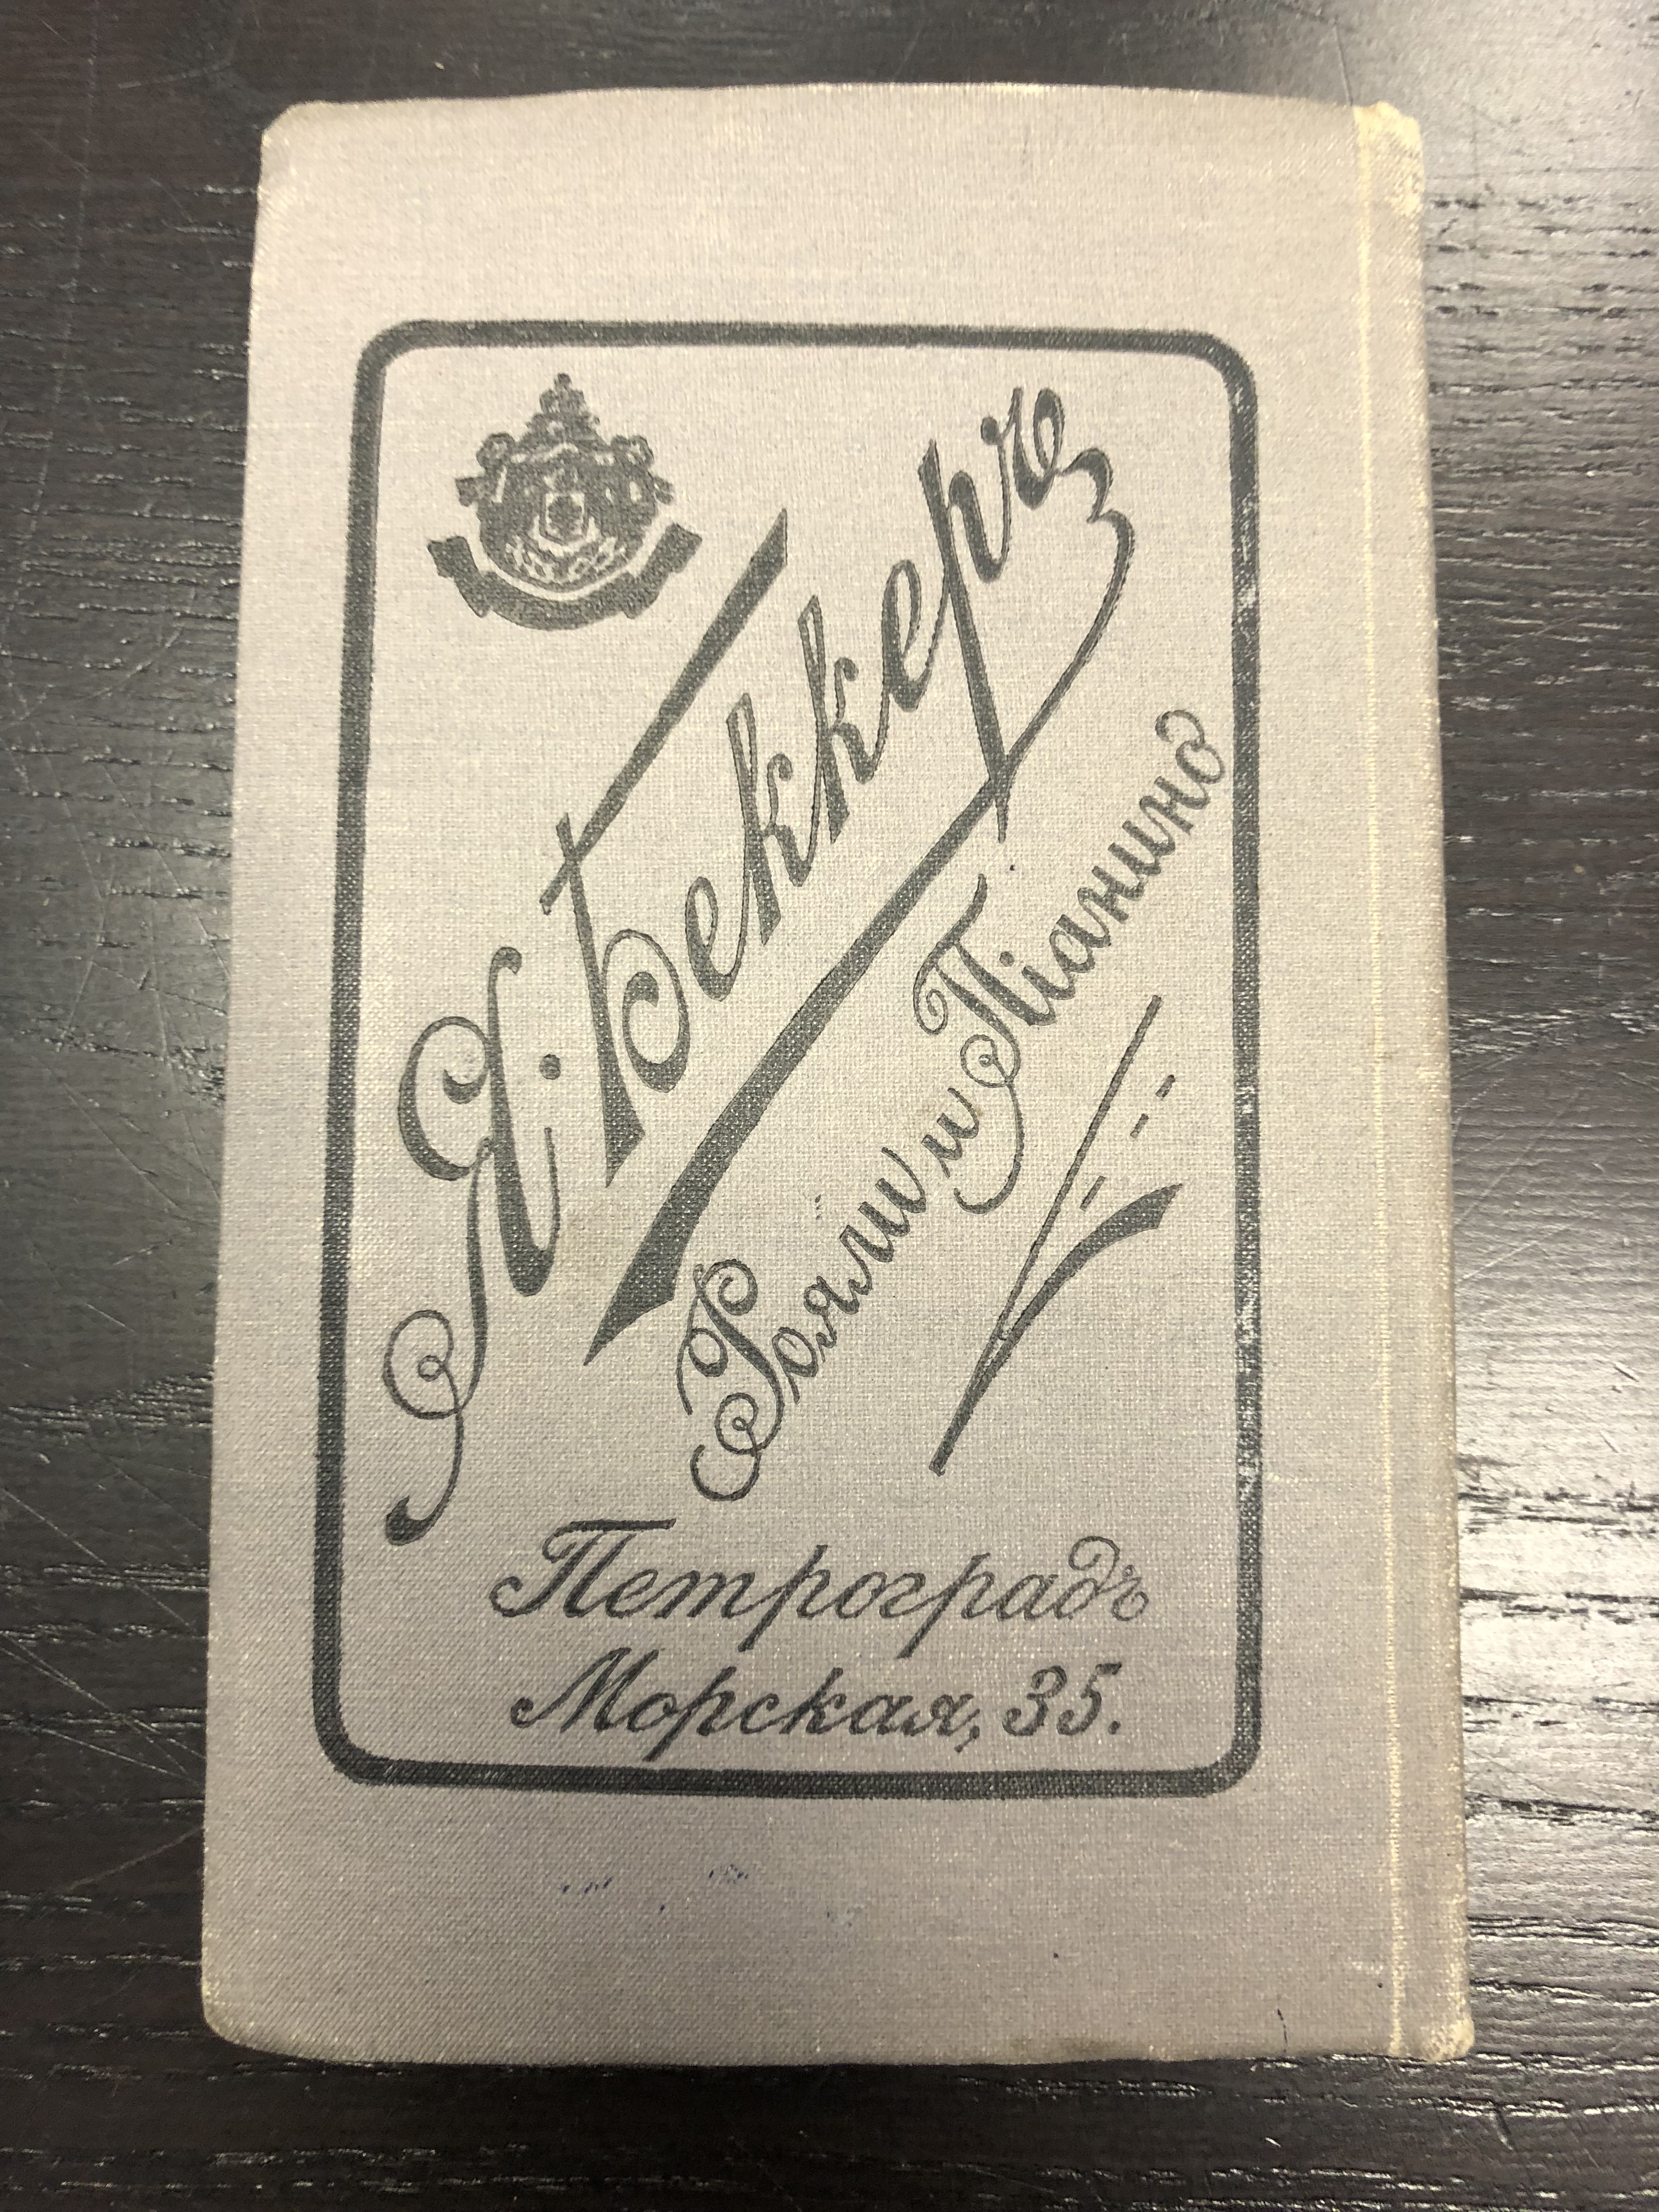 Я. Беккеръ
Рояли и Піанино
Петроградъ
Морская, 35.